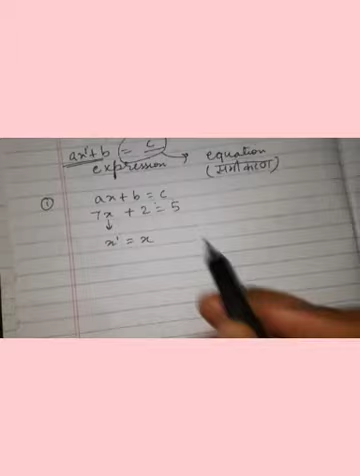 ax¹+b = c
expression → equation
(समीकरण)
① ax + b = c
7x + 2 = 5
↓
x¹ = x